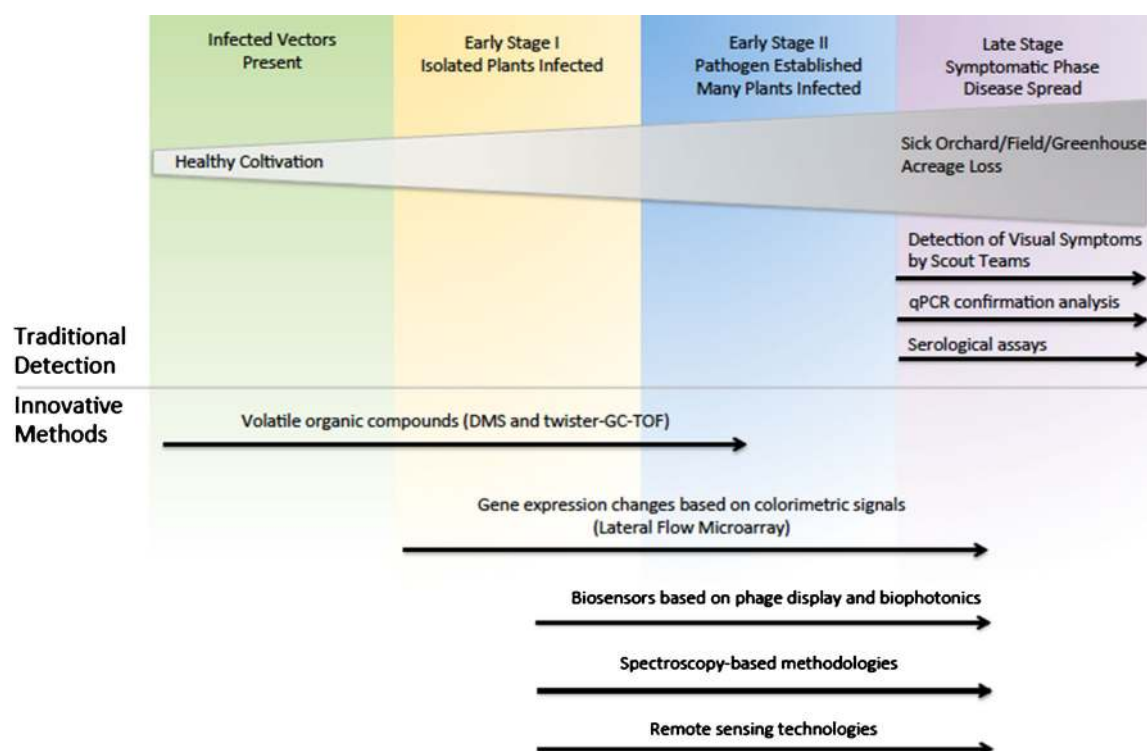 Infected Vectors
Present
Early Stage I
Isolated Plants Infected
Early Stage II
Pathogen Established
Many Plants Infected
Late Stage
Symptomatic Phase
Disease Spread
Healthy Coltivation
Sick Orchard/Field/Greenhouse
Acreage Loss
Detection of Visual Symptoms
by Scout Teams
qPCR confirmation analysis
Serological assays
Traditional
Detection
Innovative
Methods
Volatile organic compounds (DMS and twister-GC-TOF)
Gene expression changes based on colorimetric signals
(Lateral Flow Microarray)
Biosensors based on phage display and biophotonics
Spectroscopy-based methodologies
Remote sensing technologies